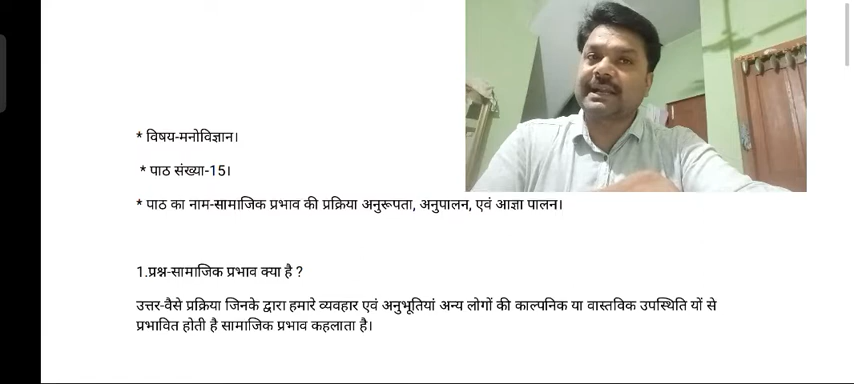 * विषय-मनोविज्ञान।
* पाठ संख्या-15।
* पाठ का नाम-सामाजिक प्रभाव की प्रक्रिया अनुरूपता, अनुपालन, एवं आज्ञा पालन।
1.प्रश्न-सामाजिक प्रभाव क्या है ?
उत्तर-वैसे प्रक्रिया जिनके द्वारा हमारे व्यवहार एवं अनुभूतियां अन्य लोगों की काल्पनिक या वास्तविक उपस्थिति यों से
प्रभावित होती है सामाजिक प्रभाव कहलाता है।